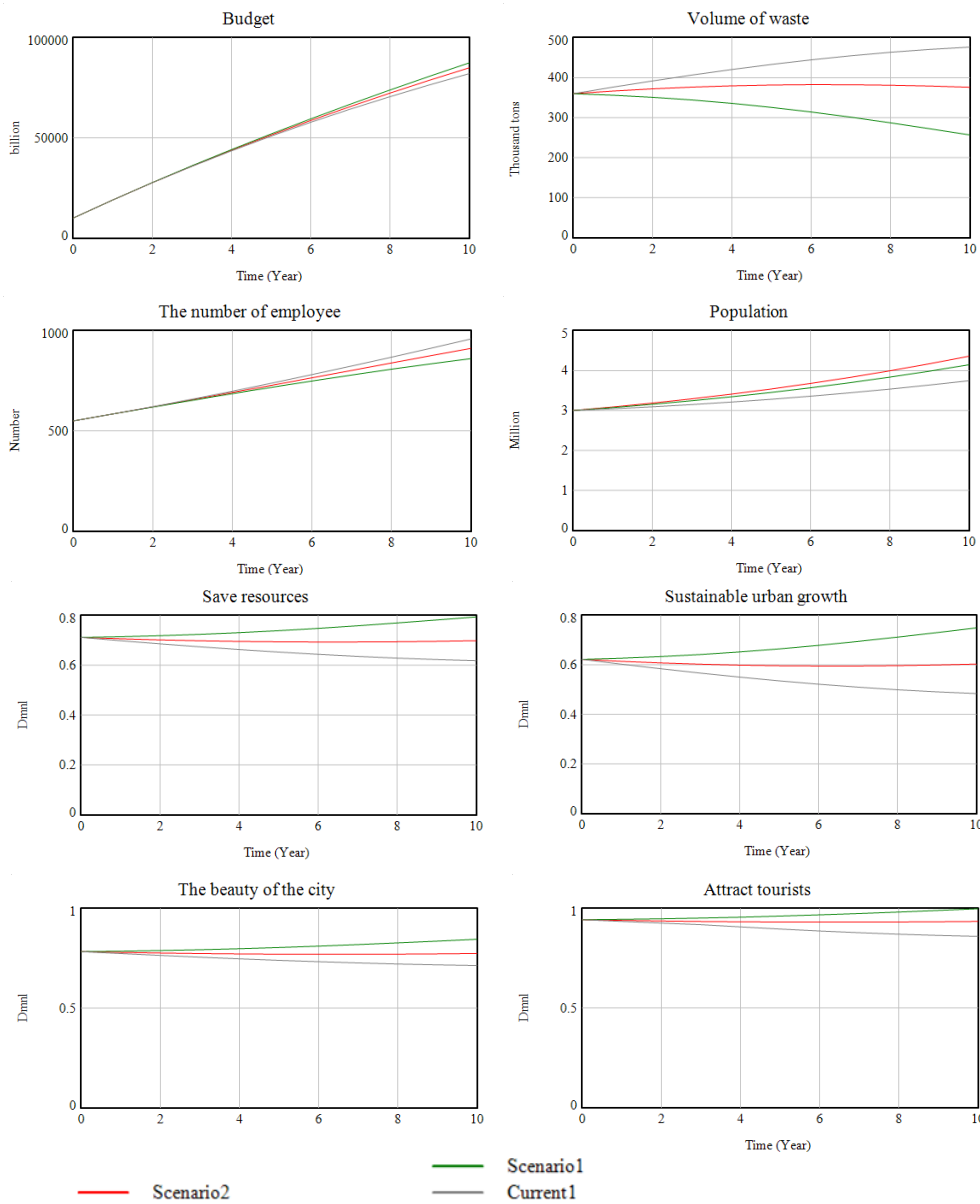 Budget
100000
50000
0
billion
0 2 4 6 8 10
Time (Year)
Volume of waste
500
400
300
200
100
0
Thousand tons
0 2 4 6 8 10
Time (Year)
The number of employee
1000
500
0
Number
0 2 4 6 8 10
Time (Year)
Population
5
4
3
2
1
0
Million
0 2 4 6 8 10
Time (Year)
Save resources
0.8
0.6
0.4
0.2
0
Dmnl
0 2 4 6 8 10
Time (Year)
Sustainable urban growth
0.8
0.6
0.4
0.2
0
Dmnl
0 2 4 6 8 10
Time (Year)
The beauty of the city
1
0.5
0
Dmnl
0 2 4 6 8 10
Attract tourists
1
0.5
0
Dmnl
0 2 4 6 8 10
Time (Year)
Scenario1
Scenario2
Current1